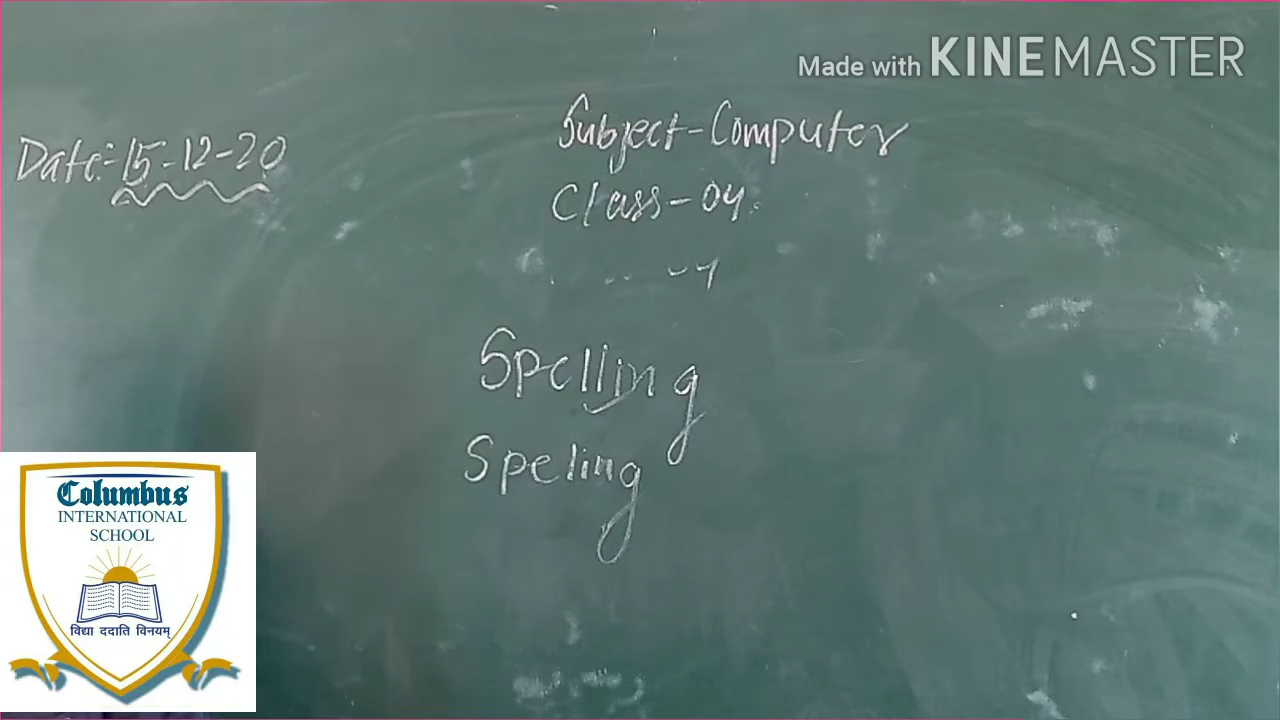 Made with KINEMASTER
Subject-Computer
Date:-15-12-20
Class-04.
Spelling
Speling
Columbus
INTERNATIONAL
SCHOOL
विद्या ददाति विनयम्